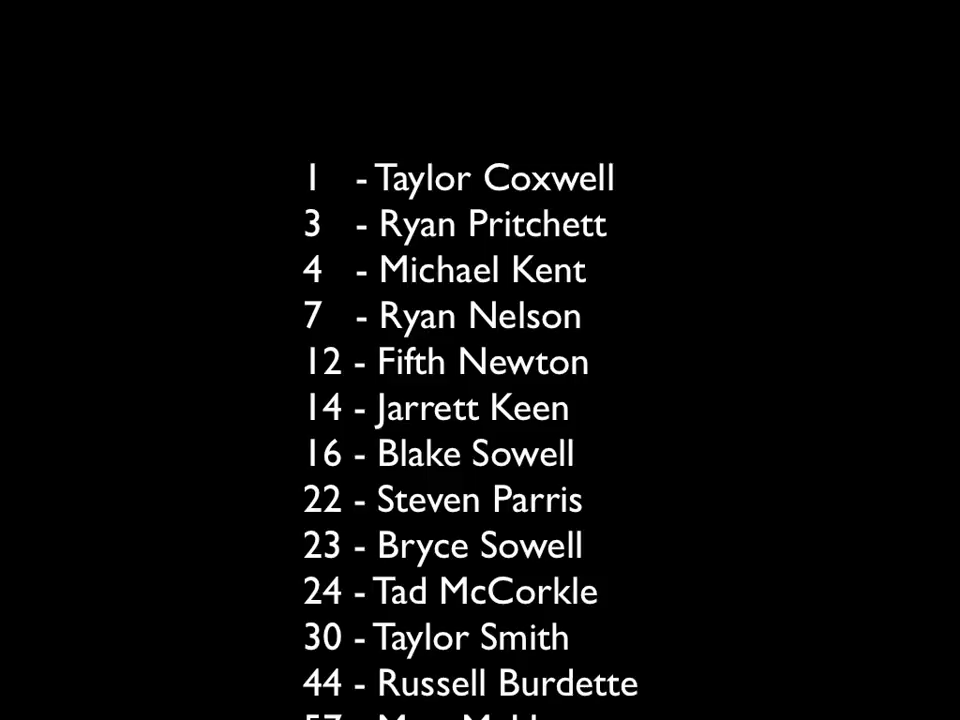 1 - Taylor Coxwell
3 - Ryan Pritchett
4 - Michael Kent
7 - Ryan Nelson
12 - Fifth Newton
14 - Jarrett Keen
16 - Blake Sowell
22 - Steven Parris
23 - Bryce Sowell
24 - Tad McCorkle
30 - Taylor Smith
44 - Russell Burdette
57 -